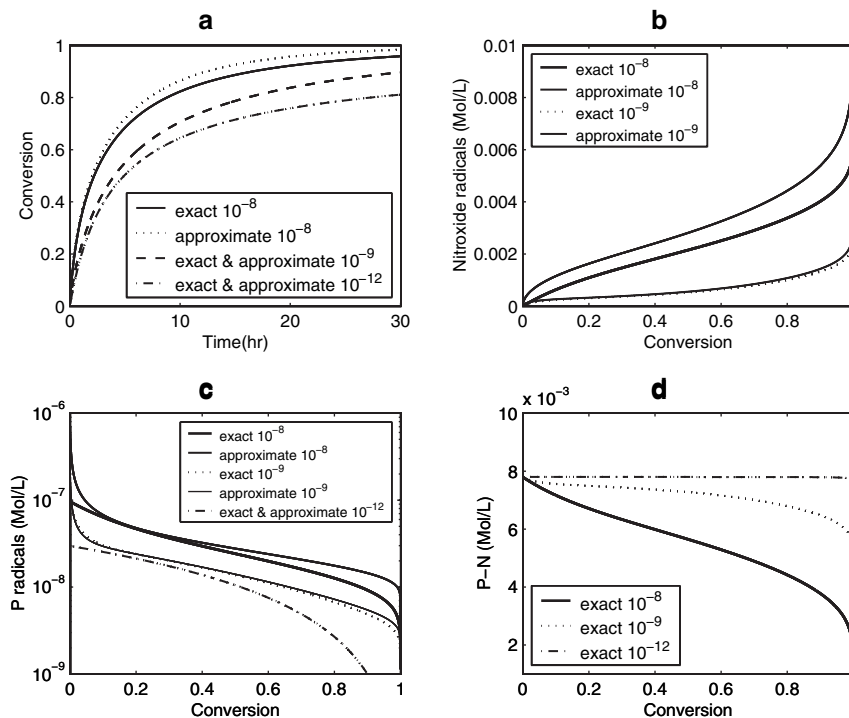 a
1
0.8
0.6
0.4
0.2
0
0
10
20
30
Conversion
Time(hr)
exact 10⁻⁸
approximate 10⁻⁸
exact & approximate 10⁻⁹
exact & approximate 10⁻¹²
b
0.01
0.008
0.006
0.004
0.002
0
0
0.2
0.4
0.6
0.8
Nitroxide radicals (Mol/L)
Conversion
exact 10⁻⁸
approximate 10⁻⁸
exact 10⁻⁹
approximate 10⁻⁹
c
10⁻⁶
10⁻⁷
10⁻⁸
10⁻⁹
0
0.2
0.4
0.6
0.8
1
P radicals (Mol/L)
Conversion
exact 10⁻⁸
approximate 10⁻⁸
exact 10⁻⁹
approximate 10⁻⁹
exact & approximate 10⁻¹²
d
x 10⁻³
10
8
6
4
2
0
0.2
0.4
0.6
0.8
P−N (Mol/L)
Conversion
exact 10⁻⁸
exact 10⁻⁹
exact 10⁻¹²